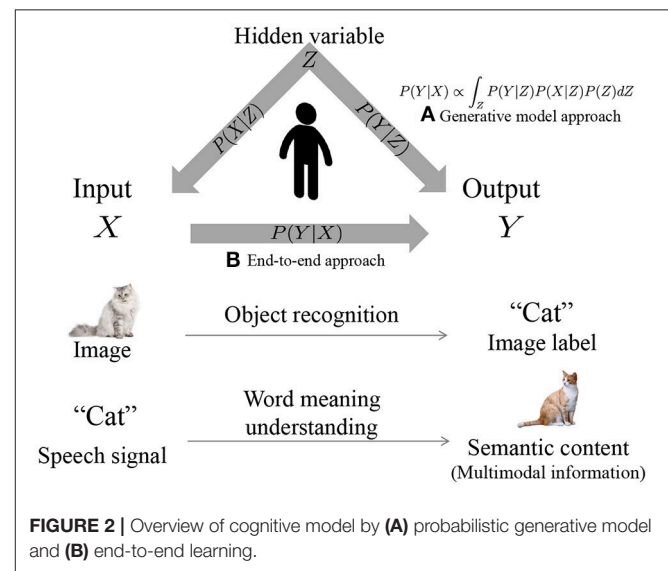 Hidden variable
Z
P(Y|X) ∝ ∫_Z P(Y|Z)P(X|Z)P(Z)dZ
A Generative model approach
P(X|Z)
P(Y|Z)
Input
X
Output
Y
P(Y|X)
B End-to-end approach
Object recognition
Image
“Cat”
Image label
“Cat”
Speech signal
Word meaning
understanding
Semantic content
(Multimodal information)
FIGURE 2 | Overview of cognitive model by (A) probabilistic generative model
and (B) end-to-end learning.